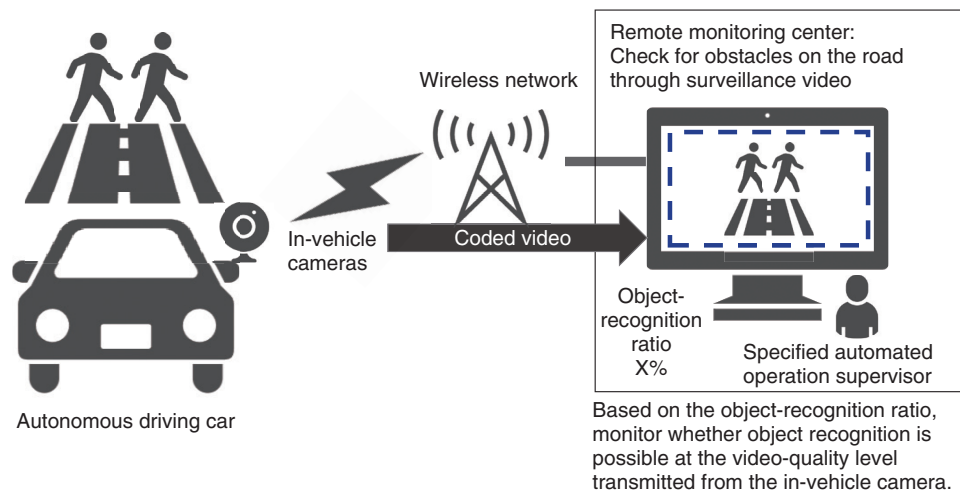 Remote monitoring center:
Check for obstacles on the road
through surveillance video
Wireless network
In-vehicle
cameras
Coded video
Object-
recognition
ratio
X%
Specified automated
operation supervisor
Autonomous driving car
Based on the object-recognition ratio,
monitor whether object recognition is
possible at the video-quality level
transmitted from the in-vehicle camera.